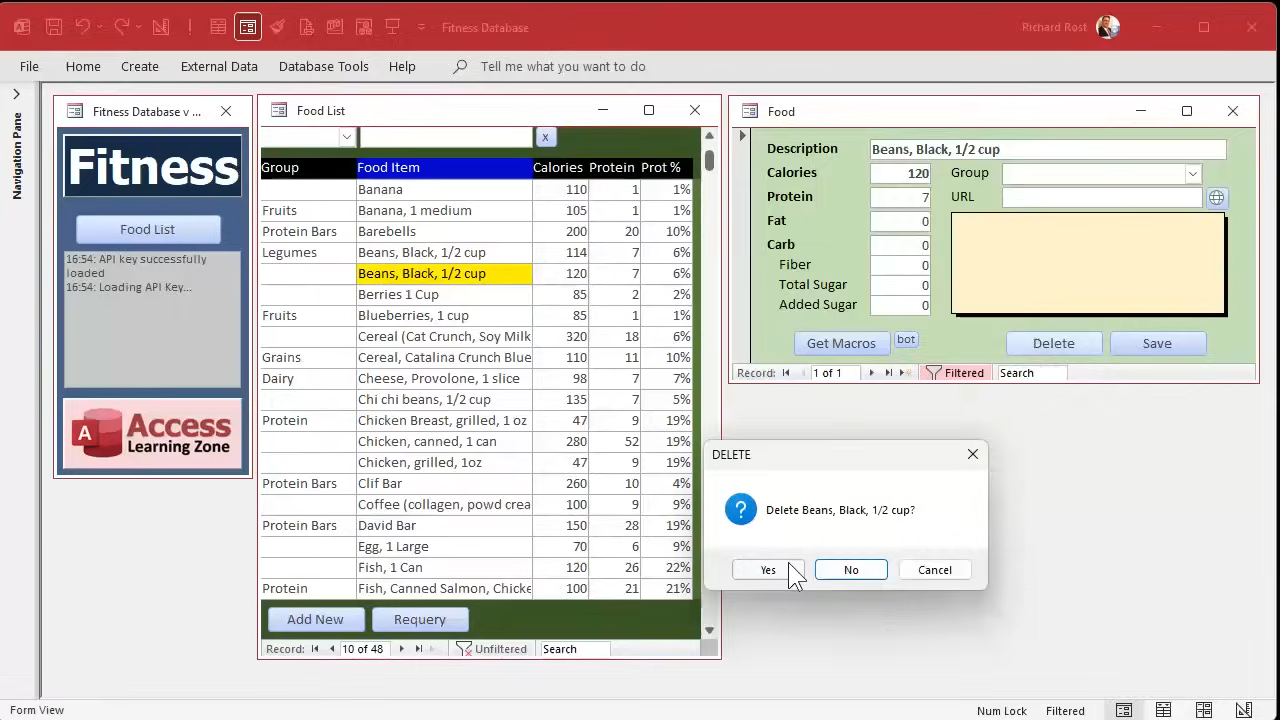 Fitness Database
Richard Rost
File Home Create External Data Database Tools Help Tell me what you want to do
Navigation Pane
Fitness Database v ...
Fitness
Food List
16:54: API key successfully
loaded
16:54: Loading API Key...
A Access
Learning Zone
Food List
x
Group Food Item Calories Protein Prot %
Banana 110 1 1%
Fruits Banana, 1 medium 105 1 1%
Protein Bars Barebells 200 20 10%
Legumes Beans, Black, 1/2 cup 114 7 6%
Beans, Black, 1/2 cup 120 7 6%
Berries 1 Cup 85 2 2%
Fruits Blueberries, 1 cup 85 1 1%
Cereal (Cat Crunch, Soy Milk 320 18 6%
Grains Cereal, Catalina Crunch Blue 110 11 10%
Dairy Cheese, Provolone, 1 slice 98 7 7%
Chi chi beans, 1/2 cup 135 7 5%
Protein Chicken Breast, grilled, 1 oz 47 9 19%
Chicken, canned, 1 can 280 52 19%
Chicken, grilled, 1oz 47 9 19%
Protein Bars Clif Bar 260 10 4%
Coffee (collagen, powd crea 100 9 9%
Protein Bars David Bar 150 28 19%
Egg, 1 Large 70 6 9%
Fish, 1 Can 120 26 22%
Protein Fish, Canned Salmon, Chicke 100 21 21%
Add New Requery
Record: 10 of 48 Unfiltered Search
Food
Description Beans, Black, 1/2 cup
Calories 120 Group
Protein 7 URL
Fat 0
Carb 0
Fiber 0
Total Sugar 0
Added Sugar 0
Get Macros bot Delete Save
Record: 1 of 1 Filtered Search
DELETE
? Delete Beans, Black, 1/2 cup?
Yes No Cancel
Form View Num Lock Filtered